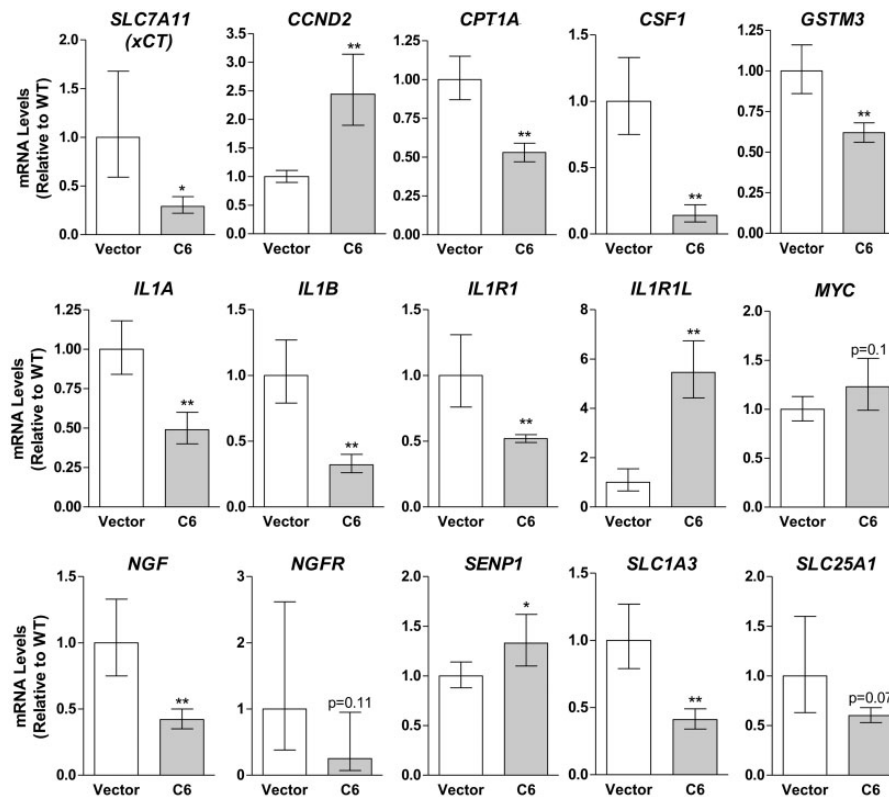 SLC7A11 CCND2 CPT1A CSF1 GSTM3
(xCT)
mRNA Levels
(Relative to WT)
2.0 3.5 1.25 1.5 1.25
3.0
1.5 2.5 1.00 1.00
1.0
1.0 2.0 0.75 0.75
1.5 0.50 0.50
0.5 1.0 0.5
0.5 0.25 0.25
0.0 0.0 0.00 0.0 0.00
* ** ** ** **
Vector C6 Vector C6 Vector C6 Vector C6 Vector C6
IL1A IL1B IL1R1 IL1R1L MYC
mRNA Levels
(Relative to WT)
1.25 1.5 1.5 8 2.0
1.00 6 1.5
1.0 1.0
0.75 4 1.0
0.50
0.5 0.5
0.25 2 0.5
0.00 0.0 0.0 0 0.0
** ** ** ** p=0.1
Vector C6 Vector C6 Vector C6 Vector C6 Vector C6
NGF NGFR SENP1 SLC1A3 SLC25A1
mRNA Levels
(Relative to WT)
1.5 3 2.0 1.5 2.0
1.0 2 1.5 1.0 1.5
1.0 1.0
0.5 1 0.5 0.5 0.5
0.0 0 0.0 0.0 0.0
** p=0.11 * ** p=0.07
Vector C6 Vector C6 Vector C6 Vector C6 Vector C6